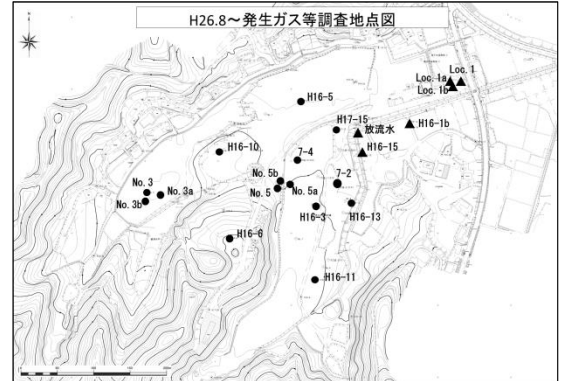 H26.8～発生ガス等調査地点図
Loc. 1a
Loc. 1
Loc. 1b
H16-5
H17-15
放流水
H16-1b
H16-10
7-4
H16-15
No. 3
No. 3a
No. 3b
No. 5b
No. 5
No. 5a
7-2
H16-3
H16-13
H16-6
H16-11